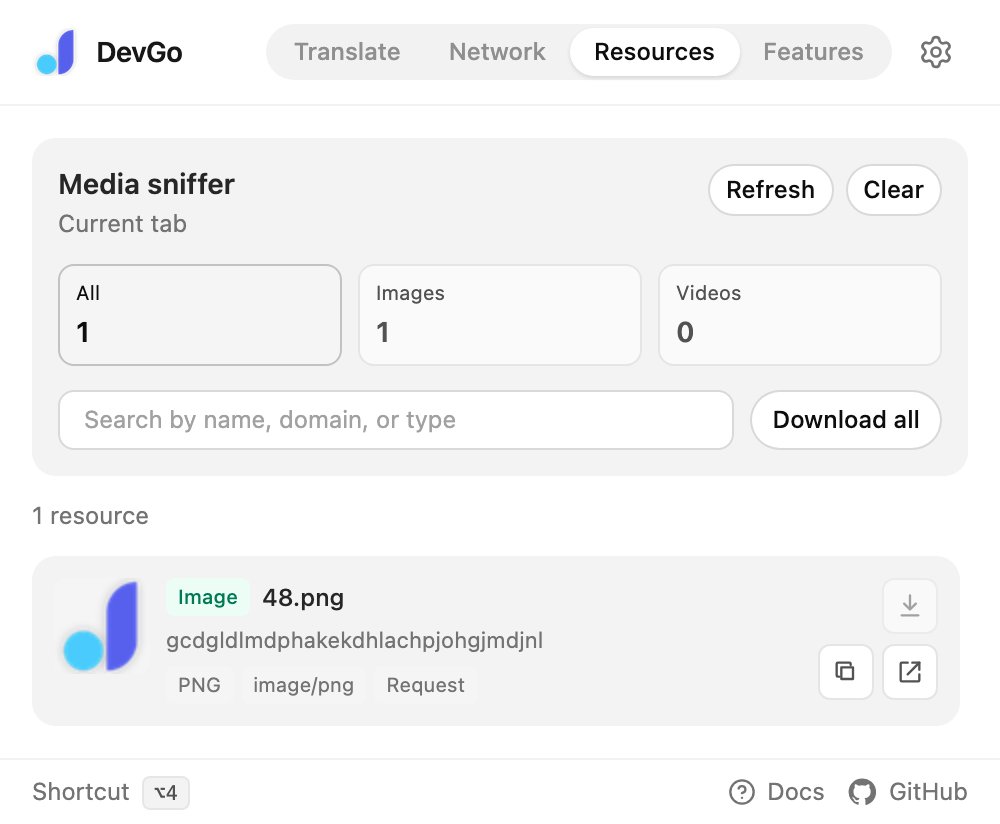 DevGo
Translate
Network
Resources
Features
Media sniffer
Current tab
Refresh
Clear
All
1
Images
1
Videos
0
Search by name, domain, or type
Download all
1 resource
Image 48.png
gcdgldlmdphakekdhlachpjohgjmdjnl
PNG
image/png
Request
Shortcut ⌥4
Docs
GitHub